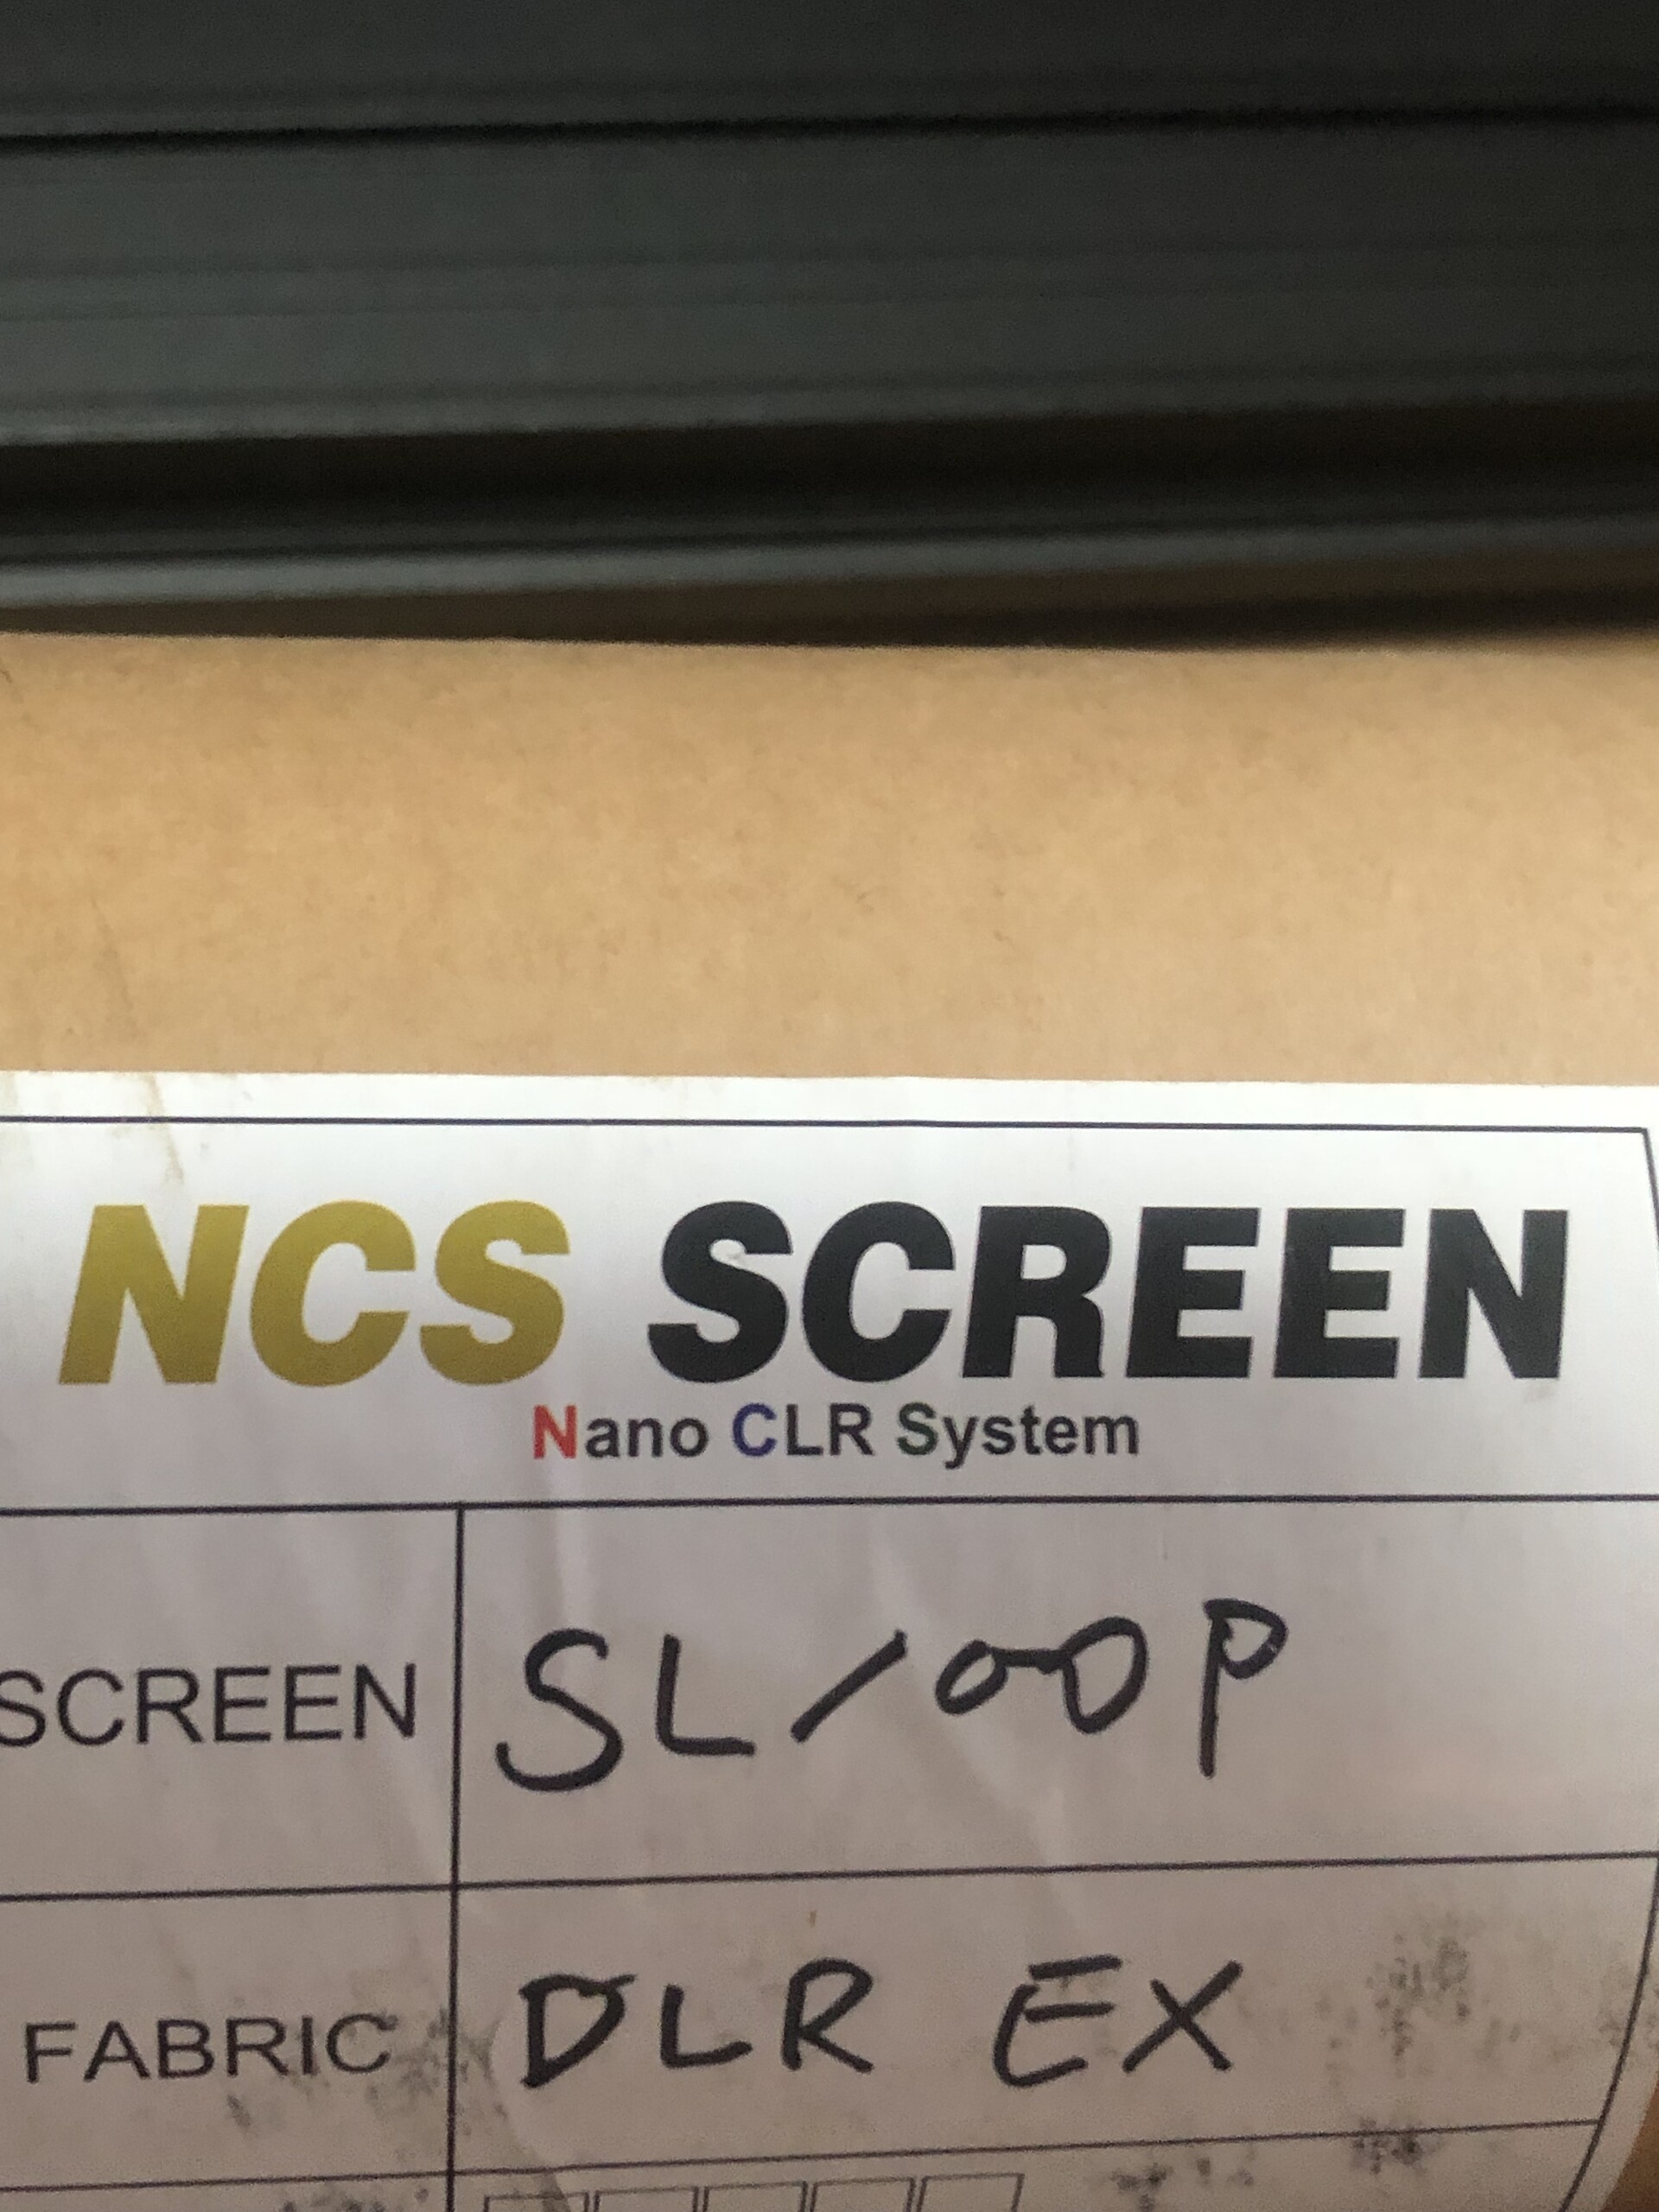 NCS SCREEN
Nano CLR System
SCREEN SL100P
FABRIC DLR EX